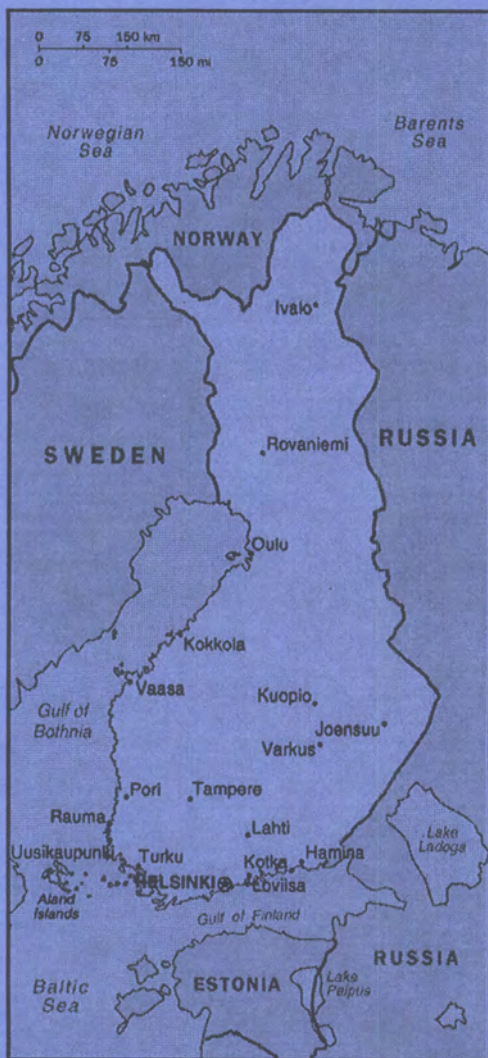 0 75 150 km
0 75 150 mi
Norwegian
Sea
Barents
Sea
NORWAY
Ivalo
SWEDEN
Rovaniemi
RUSSIA
Oulu
Kokkola
Vaasa
Gulf of
Bothnia
Kuopio
Joensuu
Varkus
Pori
Tampere
Rauma
Lahti
Lake
Ladoga
Uusikaupunki
Turku
Kotka
Hamina
HELSINKI
Loviisa
Aland
Islands
Gulf of Finland
ESTONIA
Lake
Peipus
RUSSIA
Baltic
Sea